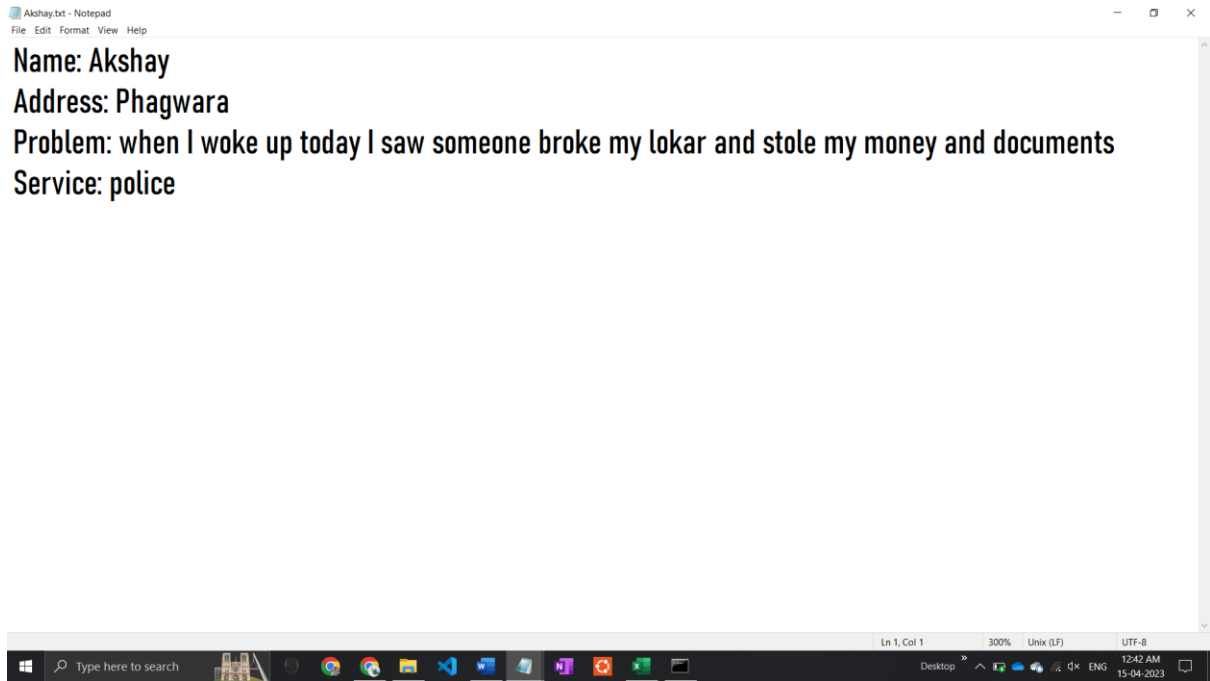 Akshay.txt - Notepad
File Edit Format View Help
Name: Akshay
Address: Phagwara
Problem: when I woke up today I saw someone broke my lokar and stole my money and documents
Service: police
Ln 1, Col 1 300% Unix (LF) UTF-8
Type here to search Desktop » ENG 12:42 AM
15-04-2023